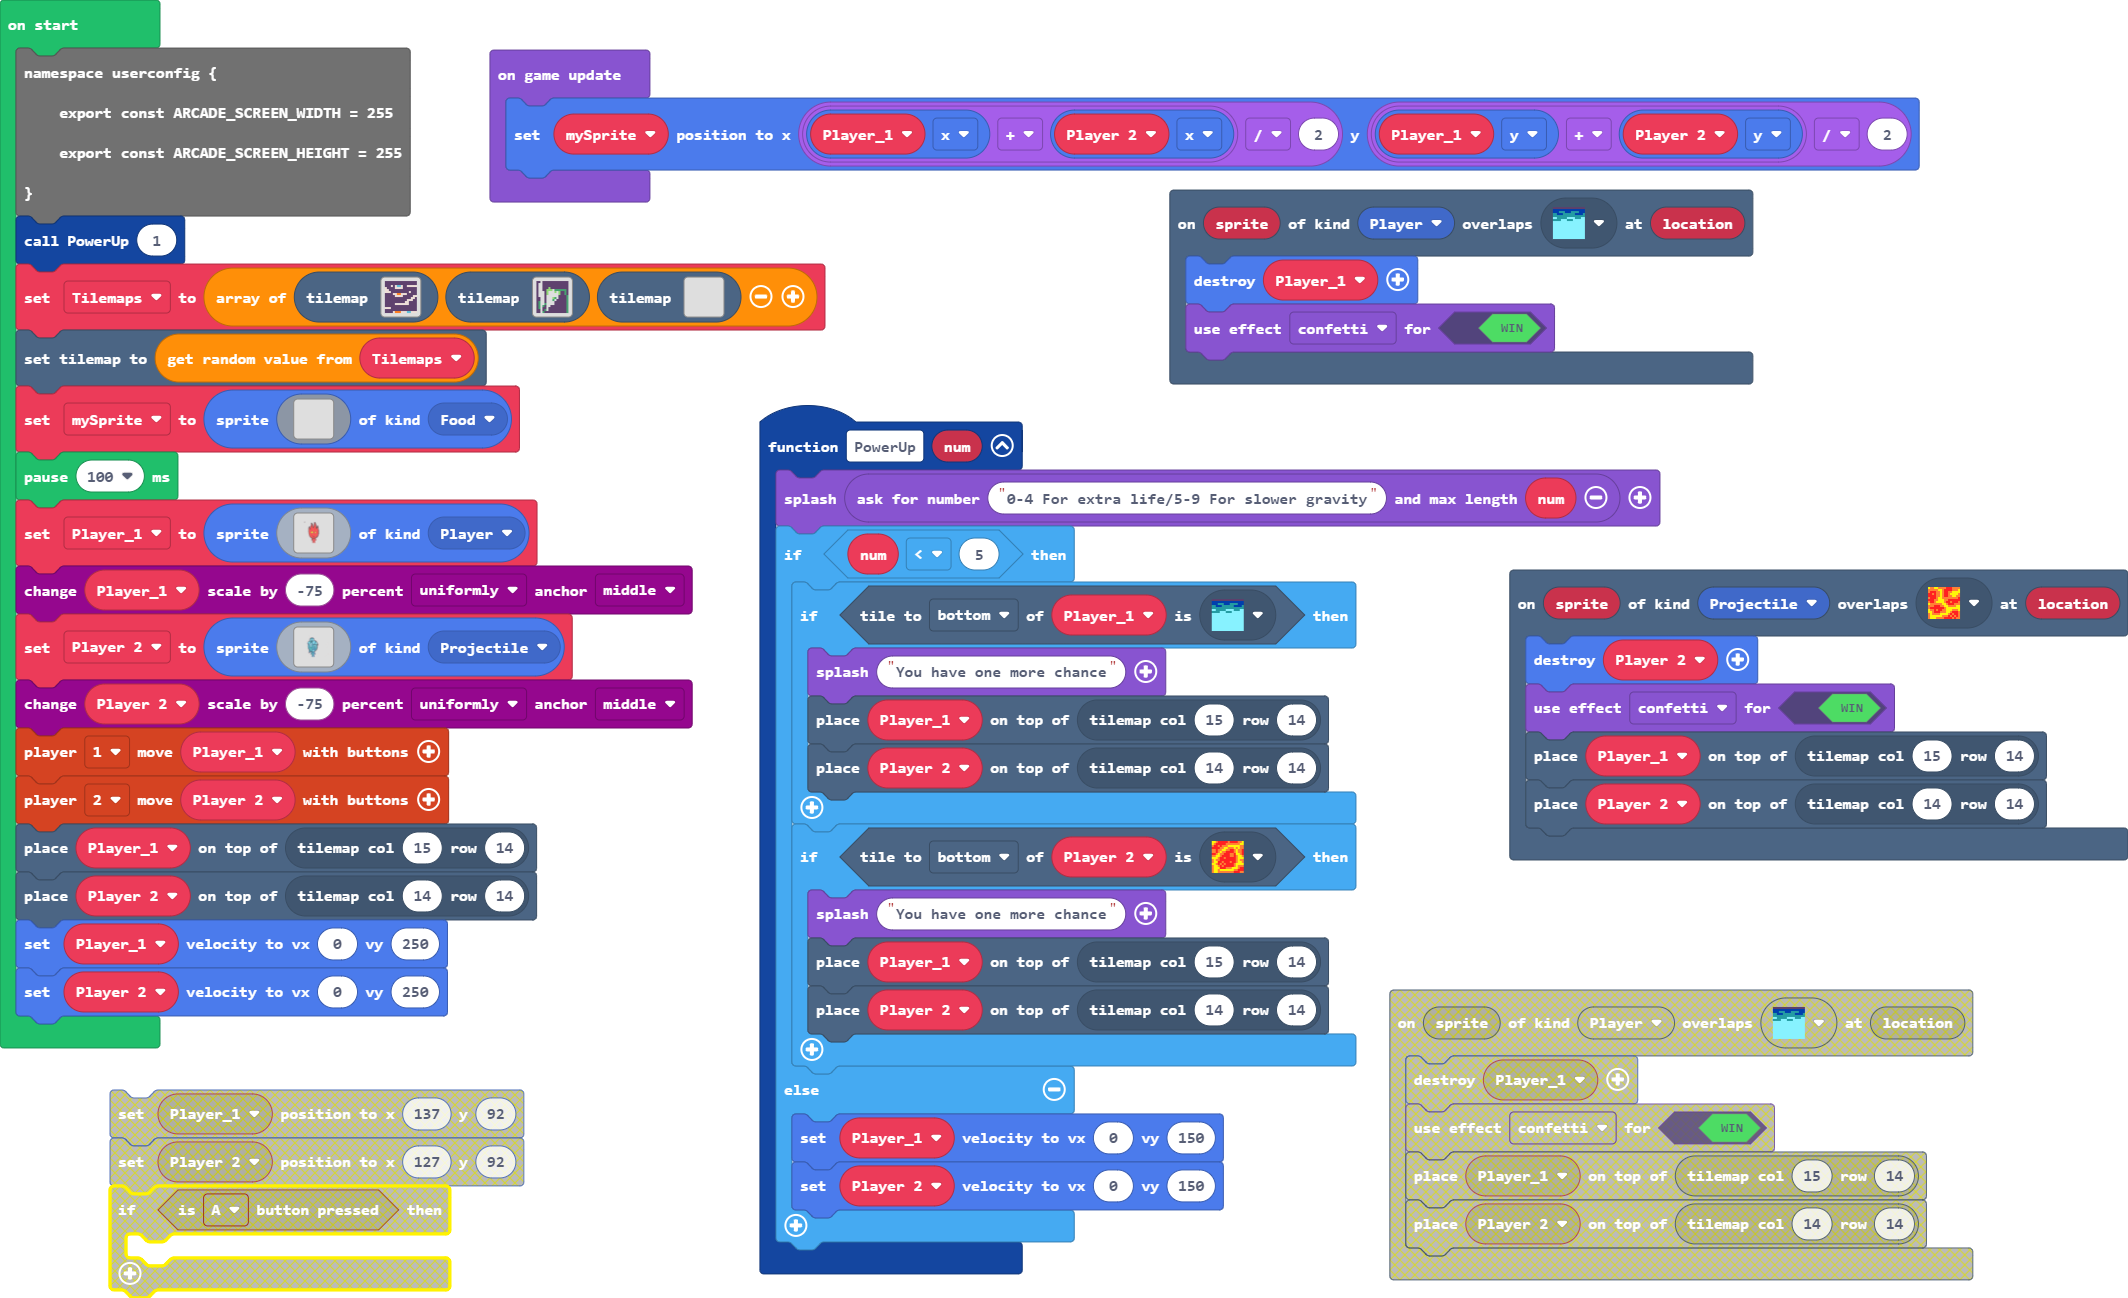 on start
namespace userconfig {
export const ARCADE_SCREEN_WIDTH = 255
export const ARCADE_SCREEN_HEIGHT = 255
}
call PowerUp 1
set Tilemaps to array of tilemap tilemap tilemap
set tilemap to get random value from Tilemaps
set mySprite to sprite of kind Food
pause 100 ms
set Player_1 to sprite of kind Player
change Player_1 scale by -75 percent uniformly anchor middle
set Player 2 to sprite of kind Projectile
change Player 2 scale by -75 percent uniformly anchor middle
player 1 move Player_1 with buttons
player 2 move Player 2 with buttons
place Player_1 on top of tilemap col 15 row 14
place Player 2 on top of tilemap col 14 row 14
set Player_1 velocity to vx 0 vy 250
set Player 2 velocity to vx 0 vy 250
set Player_1 position to x 137 y 92
set Player 2 position to x 127 y 92
if is A button pressed then
on game update
set mySprite position to x Player_1 x + Player 2 x / 2 y Player_1 y + Player 2 y / 2
on sprite of kind Player overlaps at location
destroy Player_1
use effect confetti for WIN
function PowerUp num
splash ask for number "0-4 For extra life/5-9 For slower gravity" and max length num
if num < 5 then
if tile to bottom of Player_1 is then
splash "You have one more chance"
place Player_1 on top of tilemap col 15 row 14
place Player 2 on top of tilemap col 14 row 14
if tile to bottom of Player 2 is then
splash "You have one more chance"
place Player_1 on top of tilemap col 15 row 14
place Player 2 on top of tilemap col 14 row 14
else
set Player_1 velocity to vx 0 vy 150
set Player 2 velocity to vx 0 vy 150
on sprite of kind Projectile overlaps at location
destroy Player 2
use effect confetti for WIN
place Player_1 on top of tilemap col 15 row 14
place Player 2 on top of tilemap col 14 row 14
on sprite of kind Player overlaps at location
destroy Player_1
use effect confetti for WIN
place Player_1 on top of tilemap col 15 row 14
place Player 2 on top of tilemap col 14 row 14